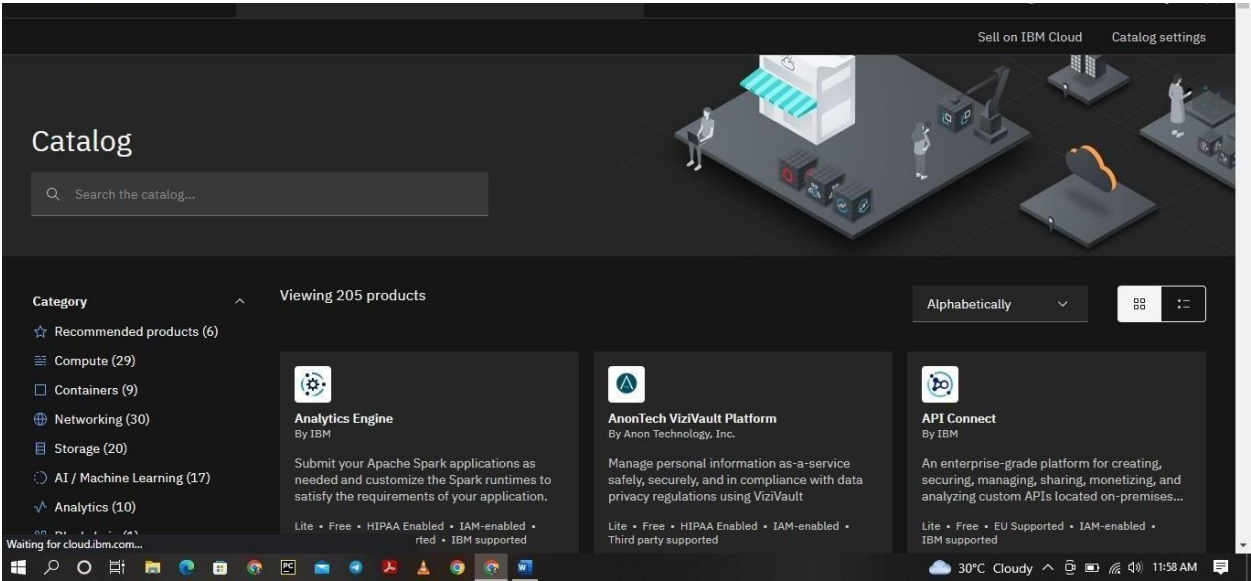 Sell on IBM Cloud Catalog settings
Catalog
Search the catalog...
Category
Recommended products (6)
Compute (29)
Containers (9)
Networking (30)
Storage (20)
AI / Machine Learning (17)
Analytics (10)
Viewing 205 products
Alphabetically
Analytics Engine
By IBM
Submit your Apache Spark applications as
needed and customize the Spark runtimes to
satisfy the requirements of your application.
Lite • Free • HIPAA Enabled • IAM-enabled •
IBM supported
AnonTech ViziVault Platform
By Anon Technology, Inc.
Manage personal information as-a-service
safely, securely, and in compliance with data
privacy regulations using ViziVault
Lite • Free • HIPAA Enabled • IAM-enabled •
Third party supported
API Connect
By IBM
An enterprise-grade platform for creating,
securing, managing, sharing, monetizing, and
analyzing custom APIs located on-premises...
Lite • Free • EU Supported • IAM-enabled •
IBM supported
Waiting for cloud.ibm.com...
PC
W
30°C Cloudy 11:58 AM